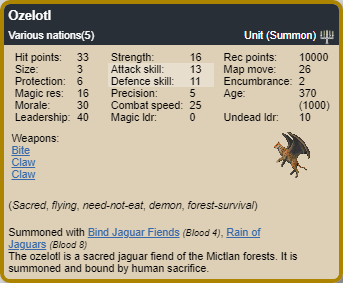 Ozelotl
Various nations(5) Unit (Summon)
Hit points: 33 Strength: 16 Rec points: 10000
Size: 3 Attack skill: 13 Map move: 26
Protection: 6 Defence skill: 11 Encumbrance: 2
Magic res: 16 Precision: 5 Age: 370
Morale: 30 Combat speed: 25 (1000)
Leadership: 40 Magic ldr: 0 Undead ldr: 10
Weapons:
Bite
Claw
Claw
(Sacred, flying, need-not-eat, demon, forest-survival)
Summoned with Bind Jaguar Fiends (Blood 4), Rain of
Jaguars (Blood 8)
The ozelotl is a sacred jaguar fiend of the Mictlan forests. It is
summoned and bound by human sacrifice.